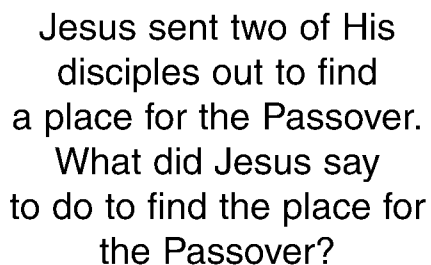 Jesus sent two of His
disciples out to find
a place for the Passover.
What did Jesus say
to do to find the place for
the Passover?